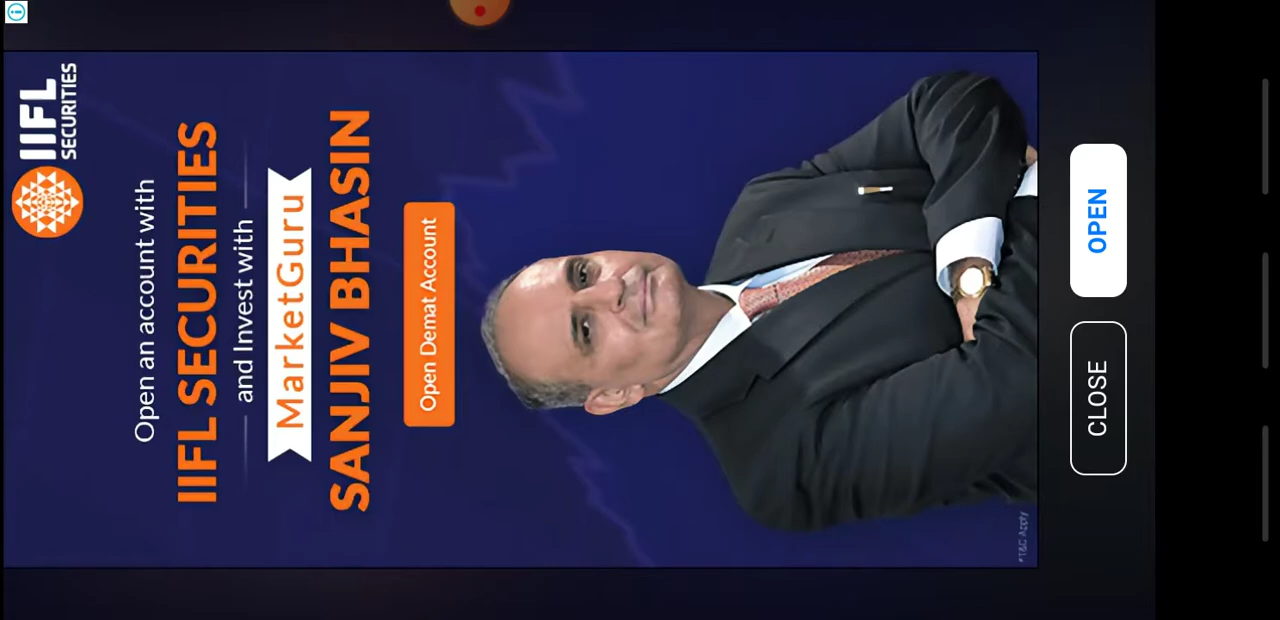 IIFL
SECURITIES
Open an account with
IIFL SECURITIES
and Invest with
MarketGuru
SANJIV BHASIN
Open Demat Account
*T&C Apply
CLOSE
OPEN